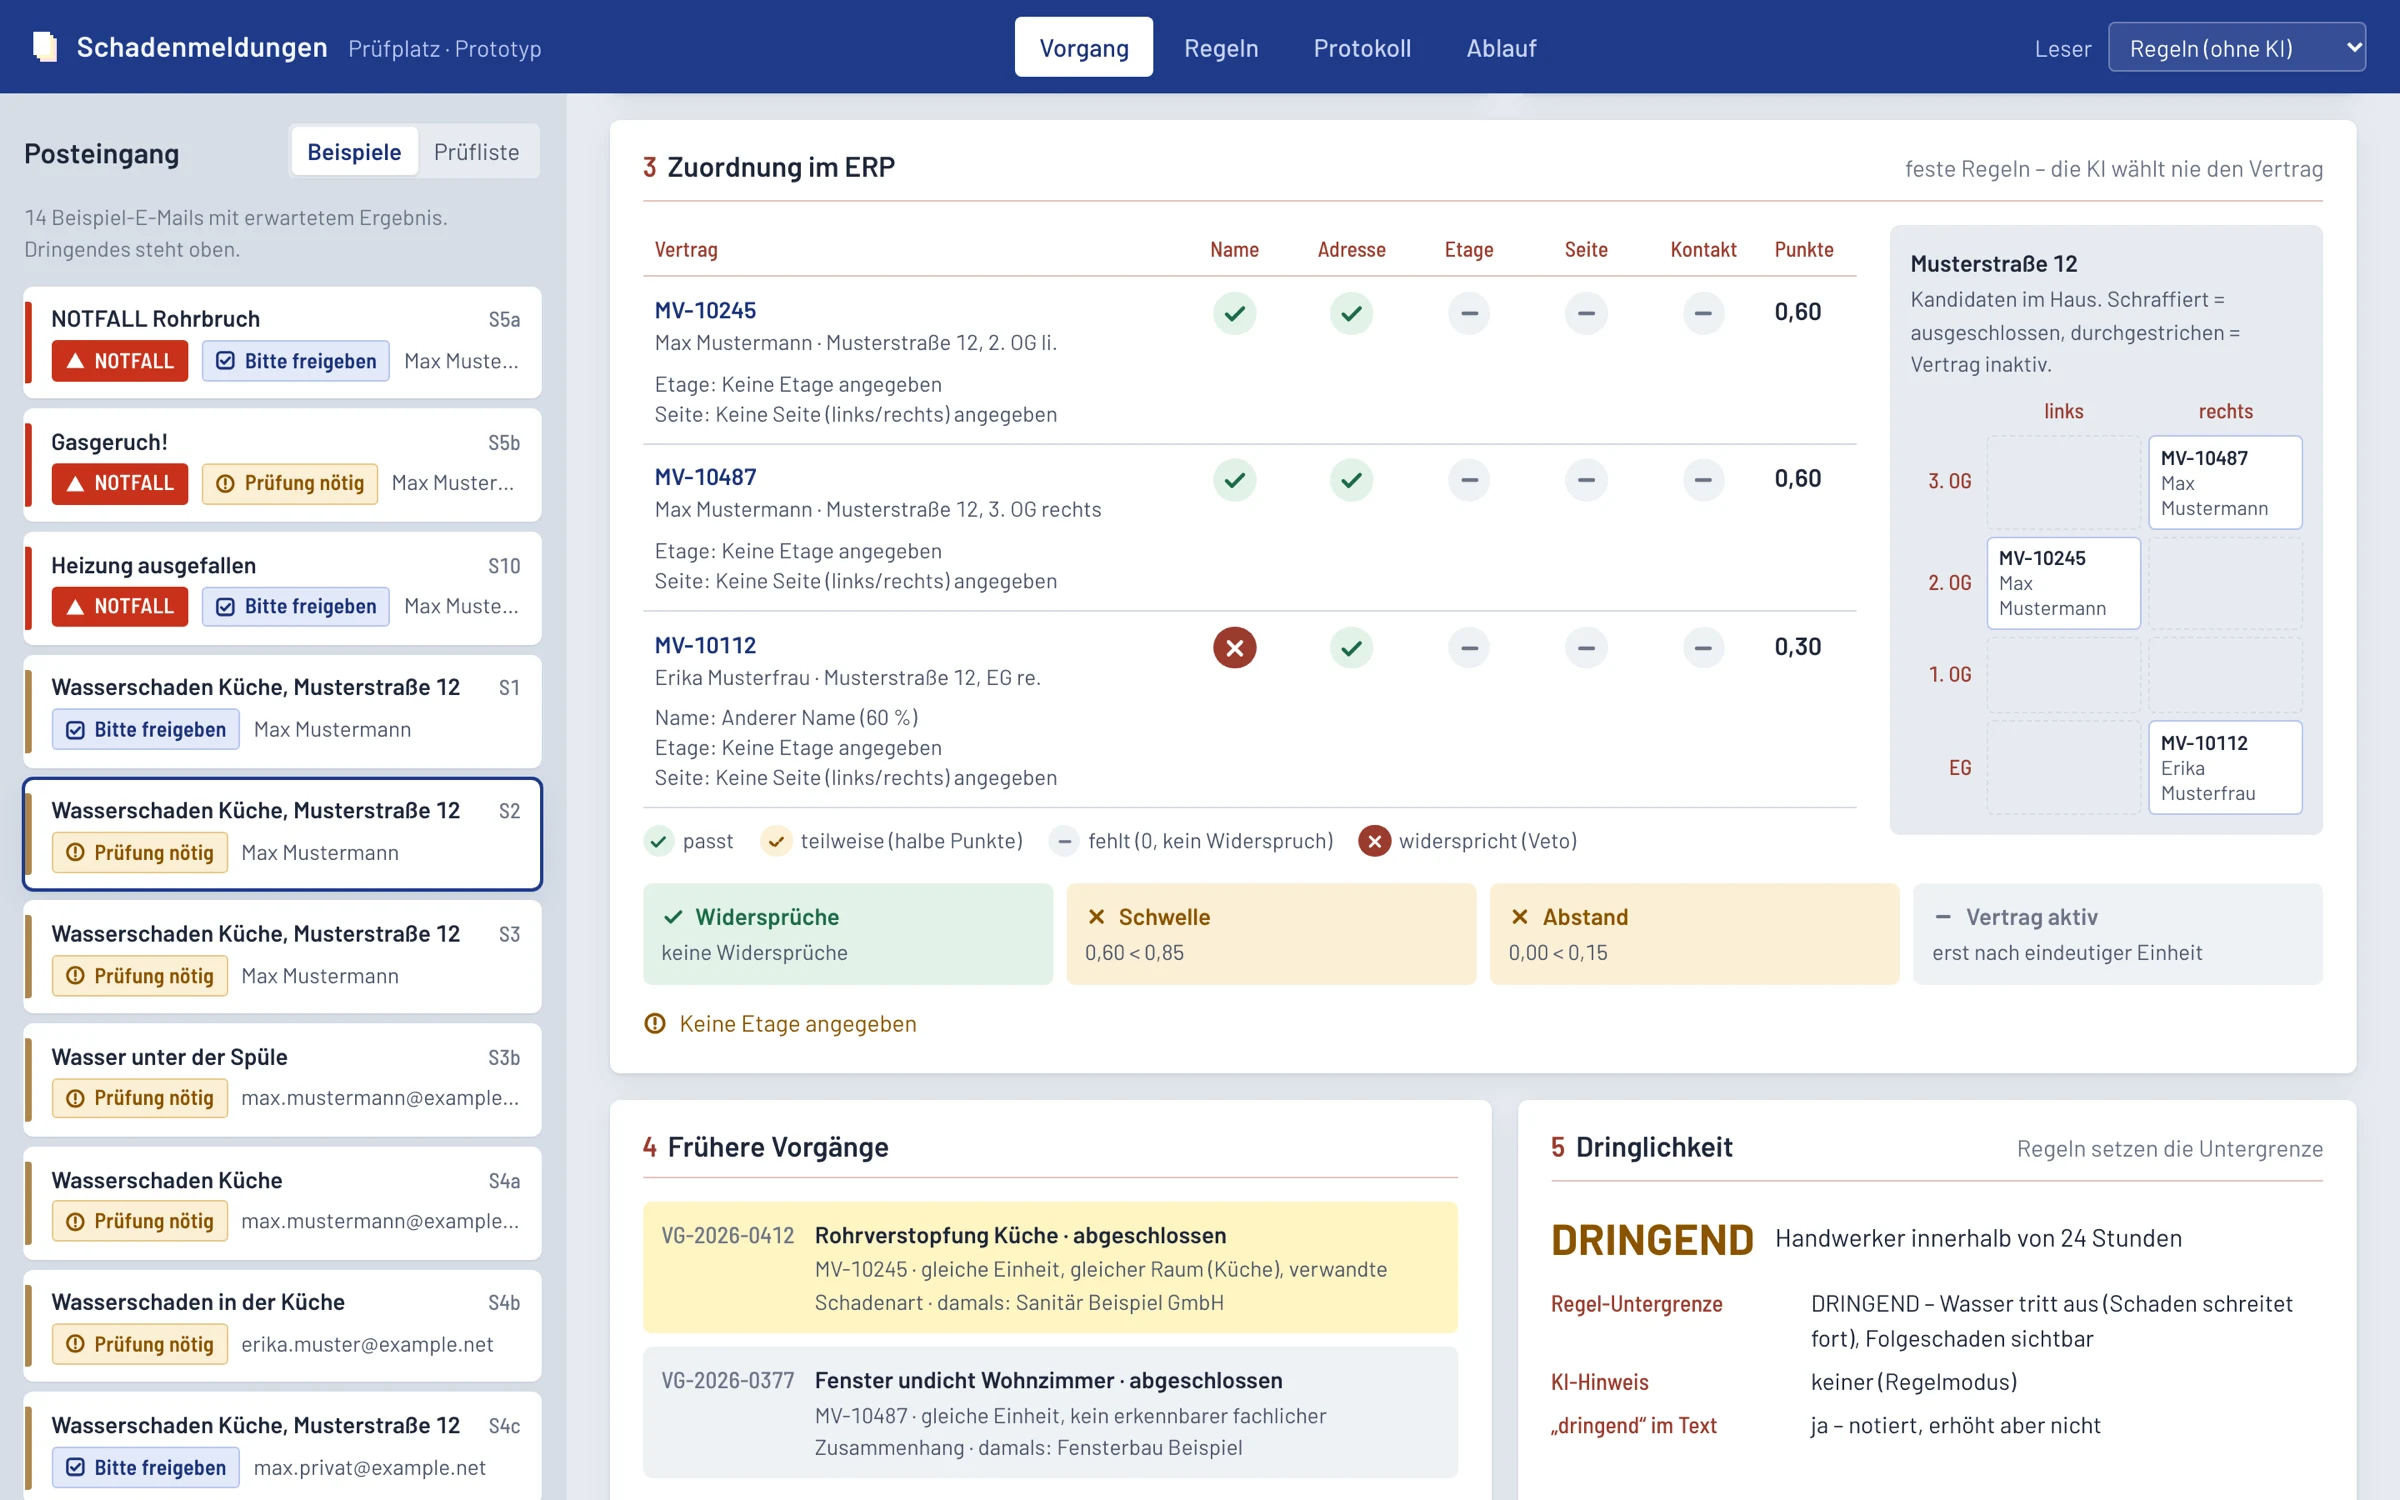 Schadenmeldungen Prüfplatz · Prototyp
Vorgang Regeln Protokoll Ablauf
Leser Regeln (ohne KI)
Posteingang
Beispiele Prüfliste
14 Beispiel-E-Mails mit erwartetem Ergebnis.
Dringendes steht oben.
NOTFALL Rohrbruch S5a
NOTFALL Bitte freigeben Max Muste...
Gasgeruch! S5b
NOTFALL Prüfung nötig Max Muster...
Heizung ausgefallen S10
NOTFALL Bitte freigeben Max Muste...
Wasserschaden Küche, Musterstraße 12 S1
Bitte freigeben Max Mustermann
Wasserschaden Küche, Musterstraße 12 S2
Prüfung nötig Max Mustermann
Wasserschaden Küche, Musterstraße 12 S3
Prüfung nötig Max Mustermann
Wasser unter der Spüle S3b
Prüfung nötig max.mustermann@example...
Wasserschaden Küche S4a
Prüfung nötig max.mustermann@example...
Wasserschaden in der Küche S4b
Prüfung nötig erika.muster@example.net
Wasserschaden Küche, Musterstraße 12 S4c
Bitte freigeben max.privat@example.net
3 Zuordnung im ERP
feste Regeln – die KI wählt nie den Vertrag
Vertrag Name Adresse Etage Seite Kontakt Punkte
MV-10245 0,60
Max Mustermann · Musterstraße 12, 2. OG li.
Etage: Keine Etage angegeben
Seite: Keine Seite (links/rechts) angegeben
MV-10487 0,60
Max Mustermann · Musterstraße 12, 3. OG rechts
Etage: Keine Etage angegeben
Seite: Keine Seite (links/rechts) angegeben
MV-10112 0,30
Erika Musterfrau · Musterstraße 12, EG re.
Name: Anderer Name (60 %)
Etage: Keine Etage angegeben
Seite: Keine Seite (links/rechts) angegeben
passt teilweise (halbe Punkte) fehlt (0, kein Widerspruch) widerspricht (Veto)
Musterstraße 12
Kandidaten im Haus. Schraffiert =
ausgeschlossen, durchgestrichen =
Vertrag inaktiv.
links rechts
3. OG
MV-10487
Max
Mustermann
2. OG
MV-10245
Max
Mustermann
1. OG
EG
MV-10112
Erika
Musterfrau
Widersprüche
keine Widersprüche
Schwelle
0,60 < 0,85
Abstand
0,00 < 0,15
Vertrag aktiv
erst nach eindeutiger Einheit
Keine Etage angegeben
4 Frühere Vorgänge
VG-2026-0412 Rohrverstopfung Küche · abgeschlossen
MV-10245 · gleiche Einheit, gleicher Raum (Küche), verwandte
Schadenart · damals: Sanitär Beispiel GmbH
VG-2026-0377 Fenster undicht Wohnzimmer · abgeschlossen
MV-10487 · gleiche Einheit, kein erkennbarer fachlicher
Zusammenhang · damals: Fensterbau Beispiel
5 Dringlichkeit
Regeln setzen die Untergrenze
DRINGEND Handwerker innerhalb von 24 Stunden
Regel-Untergrenze DRINGEND – Wasser tritt aus (Schaden schreitet
fort), Folgeschaden sichtbar
KI-Hinweis keiner (Regelmodus)
„dringend“ im Text ja – notiert, erhöht aber nicht